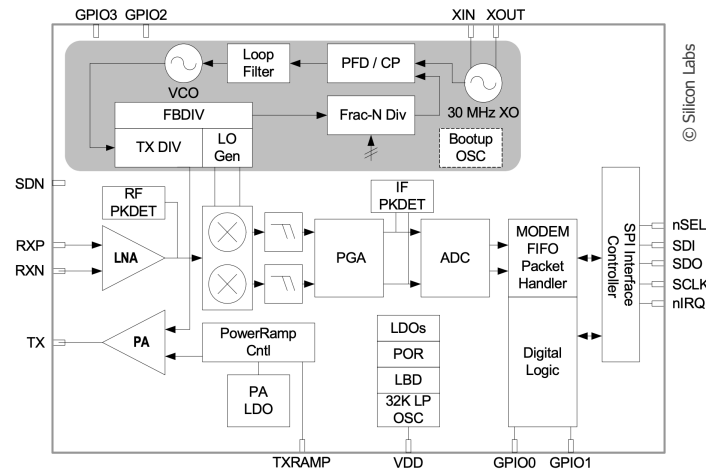 GPIO3 GPIO2
XIN XOUT
© Silicon Labs
VCO
Loop
Filter
PFD / CP
30 MHz XO
FBDIV
TX DIV
LO
Gen
Frac-N Div
Bootup
OSC
SDN
RF
PKDET
IF
PKDET
RXP
RXN
LNA
PGA
ADC
MODEM
FIFO
Packet
Handler
SPI Interface
Controller
nSEL
SDI
SDO
SCLK
nIRQ
TX
PA
PowerRamp
Cntl
PA
LDO
LDOs
POR
LBD
32K LP
OSC
Digital
Logic
TXRAMP
VDD
GPIO0
GPIO1